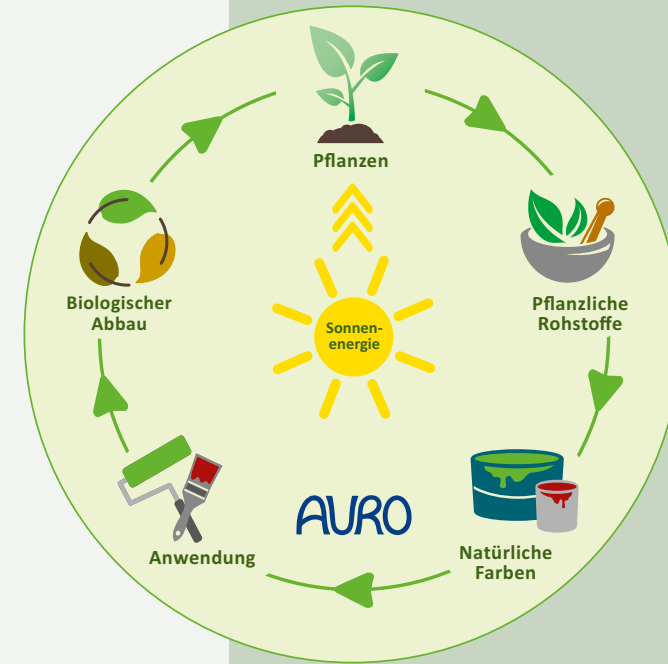 Pflanzen
Pflanzliche
Rohstoffe
Natürliche
Farben
Anwendung
Biologischer
Abbau
Sonnen-
energie
AURO